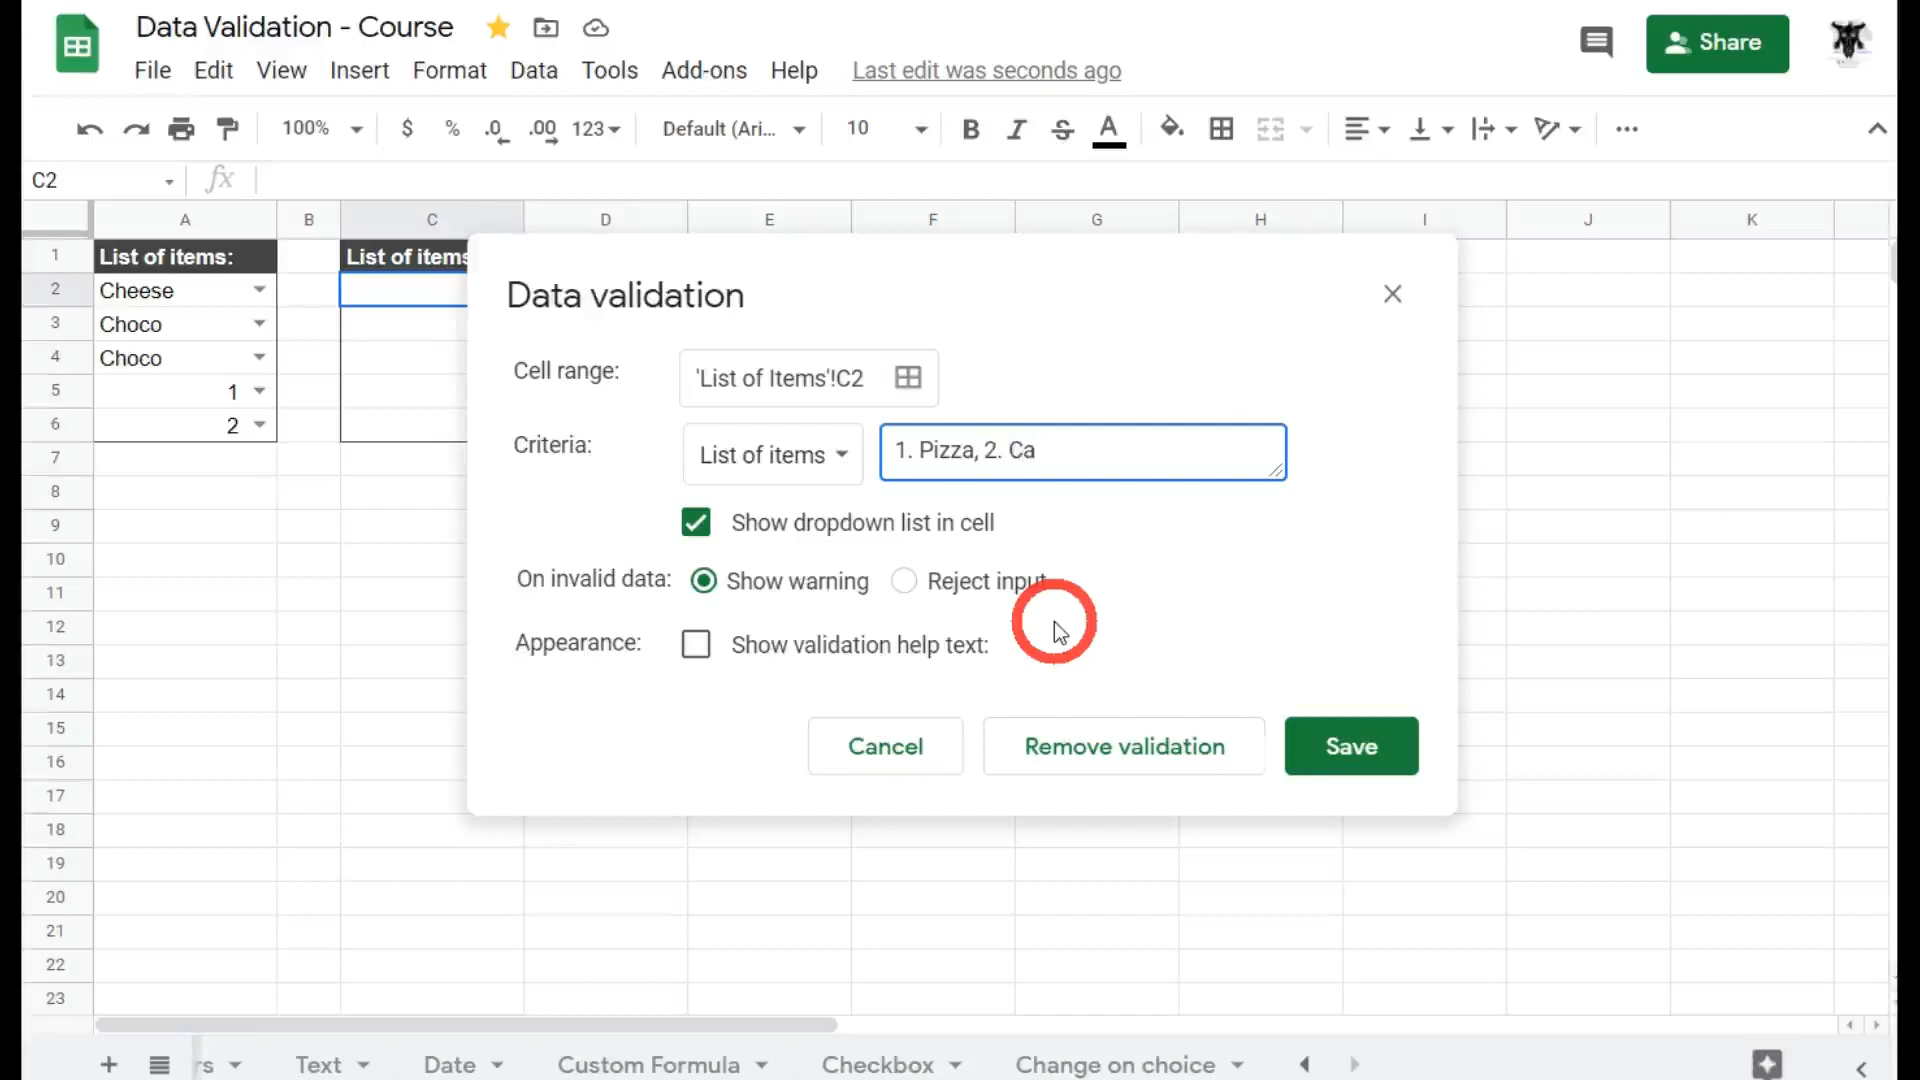 Data Validation - Course
File Edit View Insert Format Data Tools Add-ons Help Last edit was seconds ago
Share
100% $ % .0 .00 123 Default (Ari... 10 B I S A
C2 fx
A B C D E F G H I J K
1 List of items: List of items
2 Cheese
3 Choco
4 Choco
5 1
6 2
7
8
9
10
11
12
13
14
15
16
17
18
19
20
21
22
23
Data validation
Cell range: 'List of Items'!C2
Criteria: List of items 1. Pizza, 2. Ca
Show dropdown list in cell
On invalid data: Show warning Reject input
Appearance: Show validation help text:
Cancel Remove validation Save
rs Text Date Custom Formula Checkbox Change on choice